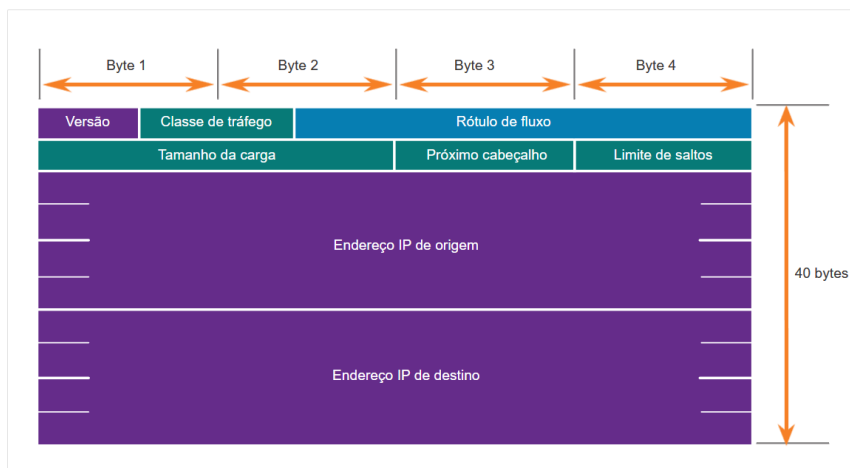 Byte 1 Byte 2 Byte 3 Byte 4
Versão Classe de tráfego Rótulo de fluxo
Tamanho da carga Próximo cabeçalho Limite de saltos
Endereço IP de origem
40 bytes
Endereço IP de destino